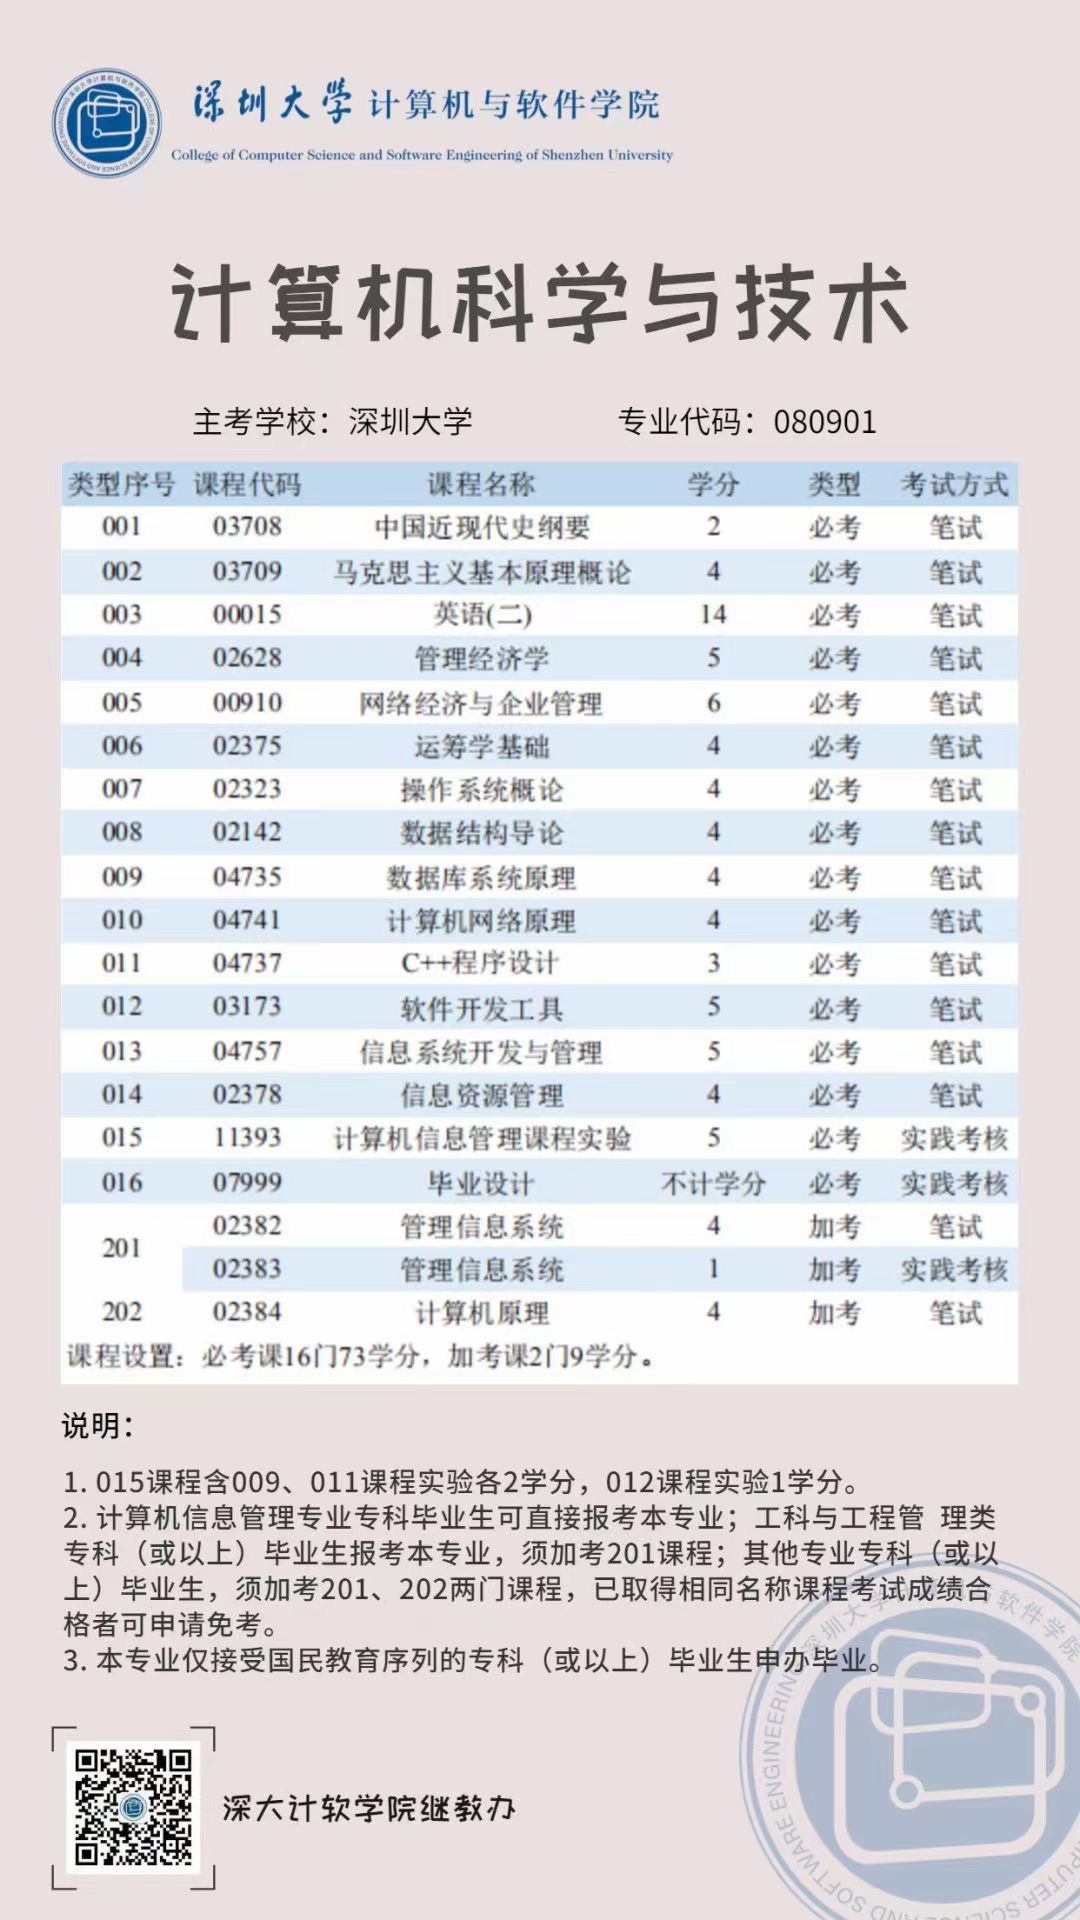 深圳大学 计算机与软件学院
College of Computer Science and Software Engineering of Shenzhen University
计算机科学与技术
主考学校：深圳大学 专业代码：080901
类型序号 课程代码 课程名称 学分 类型 考试方式
001 03708 中国近现代史纲要 2 必考 笔试
002 03709 马克思主义基本原理概论 4 必考 笔试
003 00015 英语(二) 14 必考 笔试
004 02628 管理经济学 5 必考 笔试
005 00910 网络经济与企业管理 6 必考 笔试
006 02375 运筹学基础 4 必考 笔试
007 02323 操作系统概论 4 必考 笔试
008 02142 数据结构导论 4 必考 笔试
009 04735 数据库系统原理 4 必考 笔试
010 04741 计算机网络原理 4 必考 笔试
011 04737 C++程序设计 3 必考 笔试
012 03173 软件开发工具 5 必考 笔试
013 04757 信息系统开发与管理 5 必考 笔试
014 02378 信息资源管理 4 必考 笔试
015 11393 计算机信息管理课程实验 5 必考 实践考核
016 07999 毕业设计 不计学分 必考 实践考核
201 02382 管理信息系统 4 加考 笔试
02383 管理信息系统 1 加考 实践考核
202 02384 计算机原理 4 加考 笔试
课程设置：必考课16门73学分，加考课2门9学分。
说明：
1. 015课程含009、011课程实验各2学分，012课程实验1学分。
2. 计算机信息管理专业专科毕业生可直接报考本专业；工科与工程管 理类
专科（或以上）毕业生报考本专业，须加考201课程；其他专业专科（或以
上）毕业生，须加考201、202两门课程，已取得相同名称课程考试成绩合
格者可申请免考。
3. 本专业仅接受国民教育序列的专科（或以上）毕业生申办毕业。
深大计软学院继教办